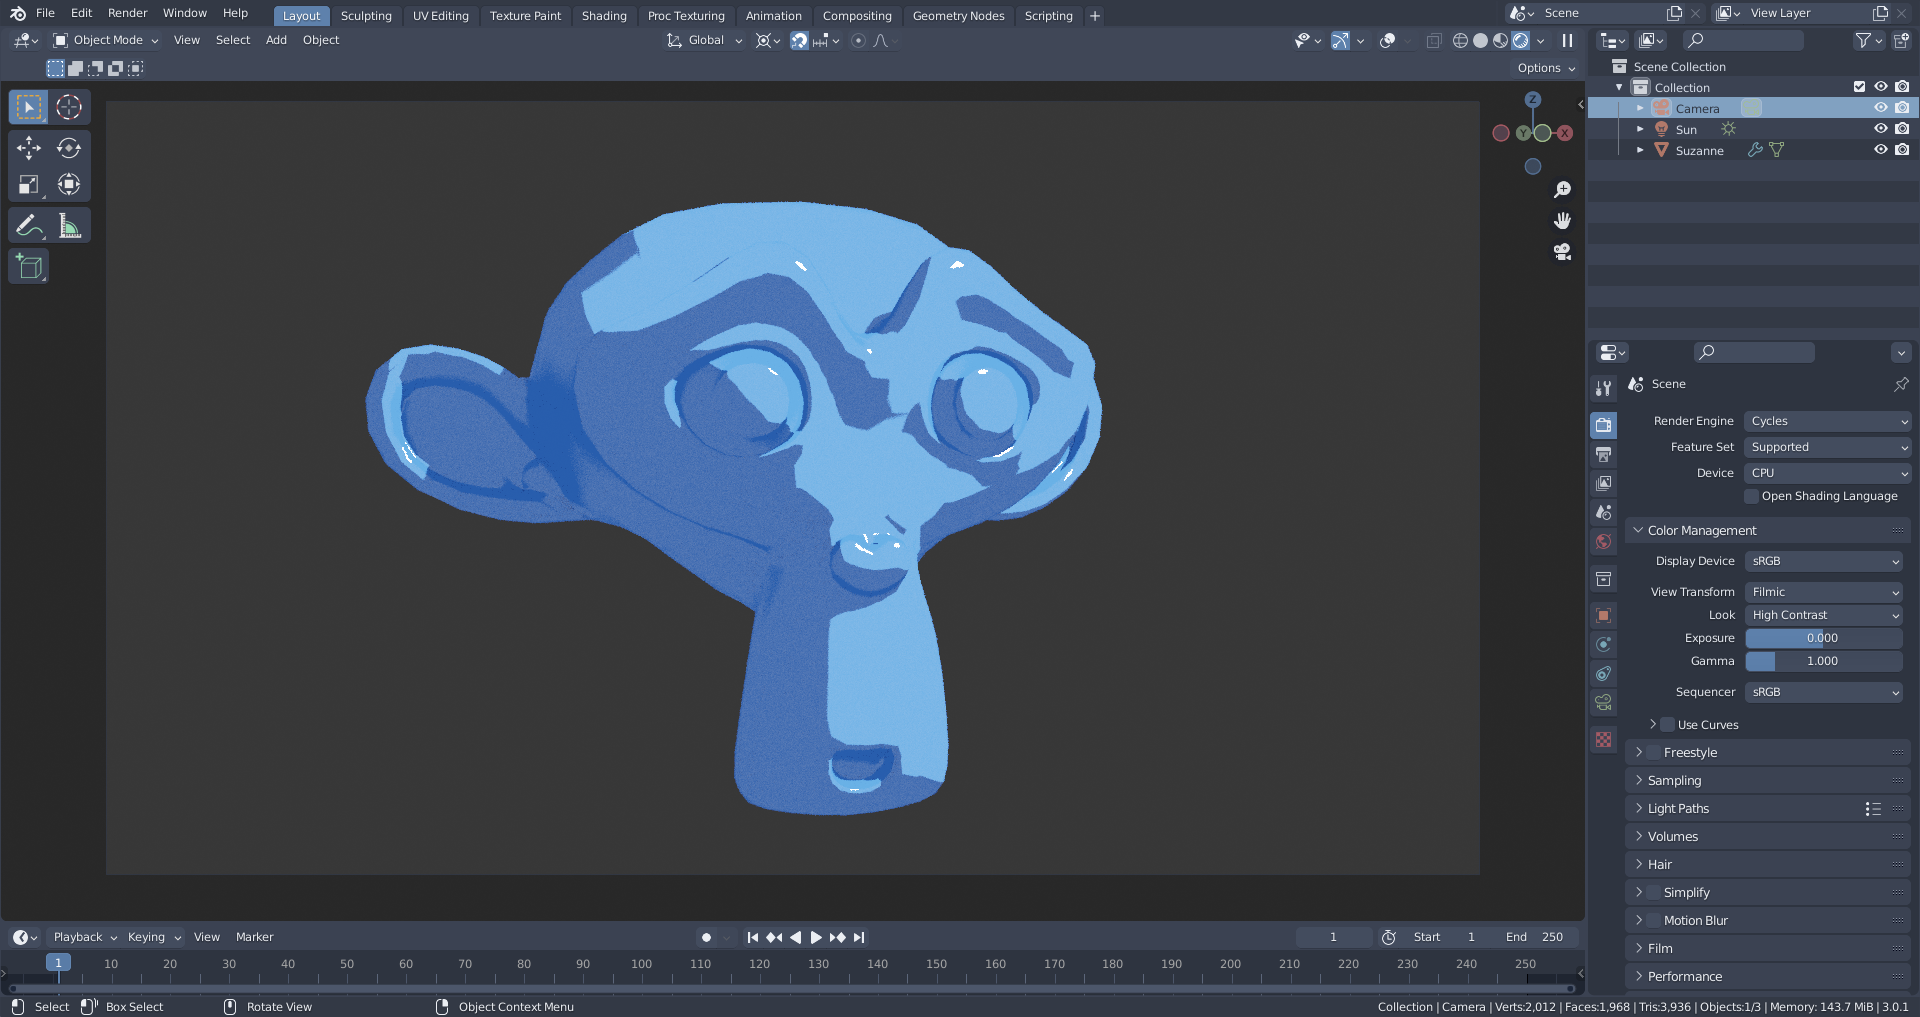 File Edit Render Window Help Layout Sculpting UV Editing Texture Paint Shading Proc Texturing Animation Compositing Geometry Nodes Scripting + Scene View Layer
Object Mode View Select Add Object Global
Options
Z
Y X
Scene Collection
Collection
Camera
Sun
Suzanne
Scene
Render Engine Cycles
Feature Set Supported
Device CPU
Open Shading Language
Color Management
Display Device sRGB
View Transform Filmic
Look High Contrast
Exposure 0.000
Gamma 1.000
Sequencer sRGB
Use Curves
Freestyle
Sampling
Light Paths
Volumes
Hair
Simplify
Motion Blur
Film
Performance
Playback Keying View Marker 1 Start 1 End 250
1 10 20 30 40 50 60 70 80 90 100 110 120 130 140 150 160 170 180 190 200 210 220 230 240 250
Select Box Select Rotate View Object Context Menu Collection | Camera | Verts:2,012 | Faces:1,968 | Tris:3,936 | Objects:1/3 | Memory: 143.7 MiB | 3.0.1